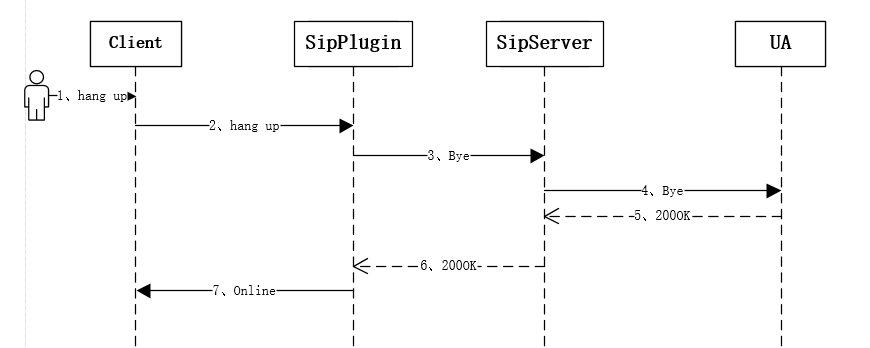 Client
SipPlugin
SipServer
UA
1、hang up
2、hang up
3、Bye
4、Bye
5、200OK
6、200OK
7、Online